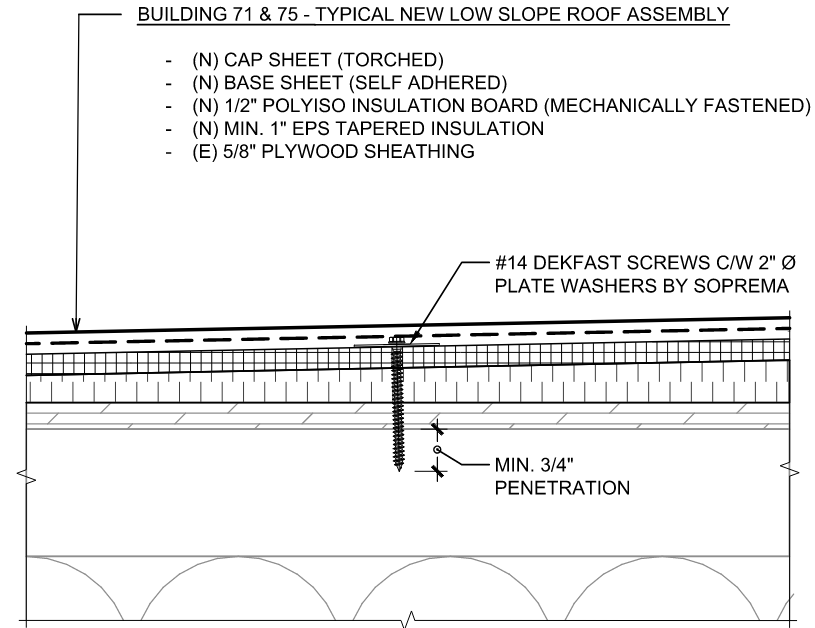 BUILDING 71 & 75 - TYPICAL NEW LOW SLOPE ROOF ASSEMBLY
- (N) CAP SHEET (TORCHED)
- (N) BASE SHEET (SELF ADHERED)
- (N) 1/2" POLYISO INSULATION BOARD (MECHANICALLY FASTENED)
- (N) MIN. 1" EPS TAPERED INSULATION
- (E) 5/8" PLYWOOD SHEATHING
#14 DEKFAST SCREWS C/W 2" Ø
PLATE WASHERS BY SOPREMA
MIN. 3/4"
PENETRATION